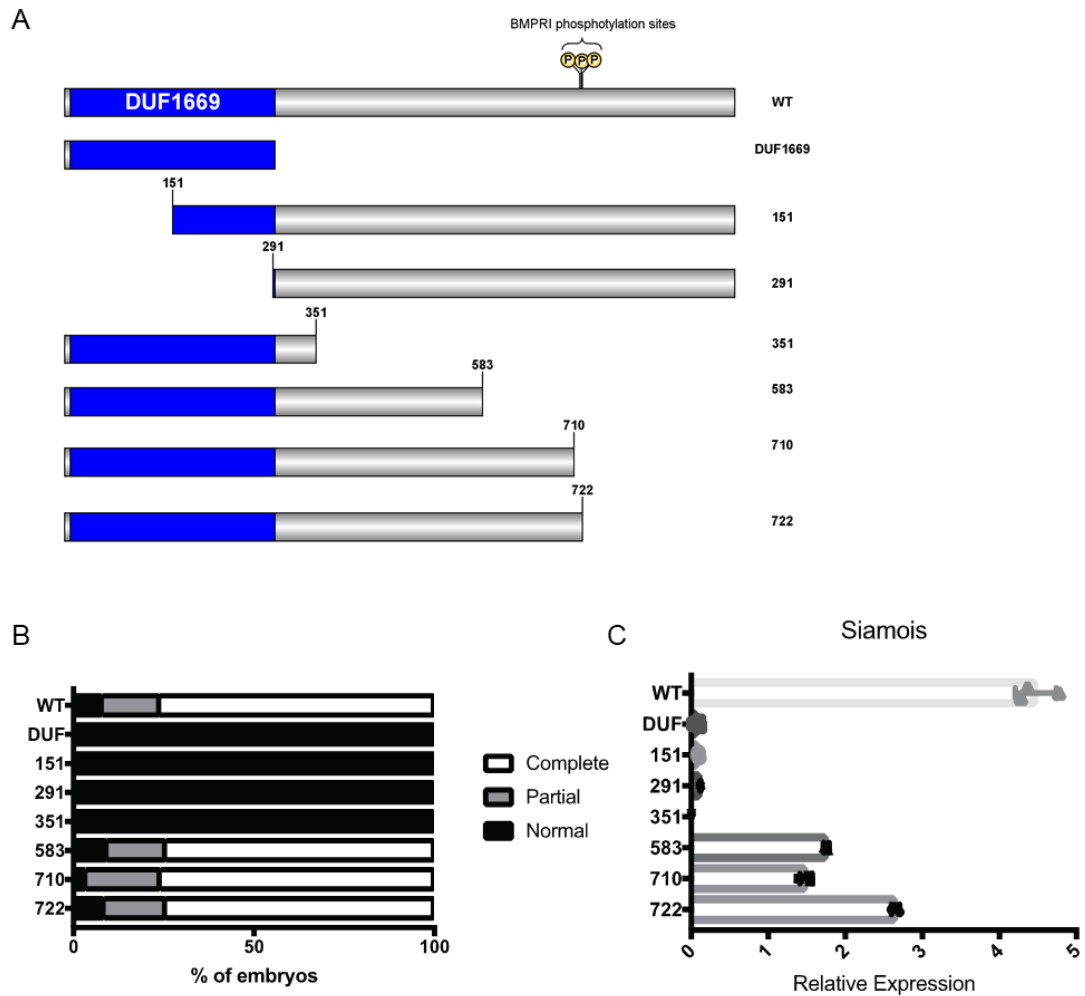 A
BMPRI phosphotylation sites
P P P
DUF1669
WT
DUF1669
151
151
291
291
351
351
583
583
710
710
722
722
B
WT
DUF
151
291
351
583
710
722
0
50
100
% of embryos
Complete
Partial
Normal
C
Siamois
WT
DUF
151
291
351
583
710
722
0
1
2
3
4
5
Relative Expression